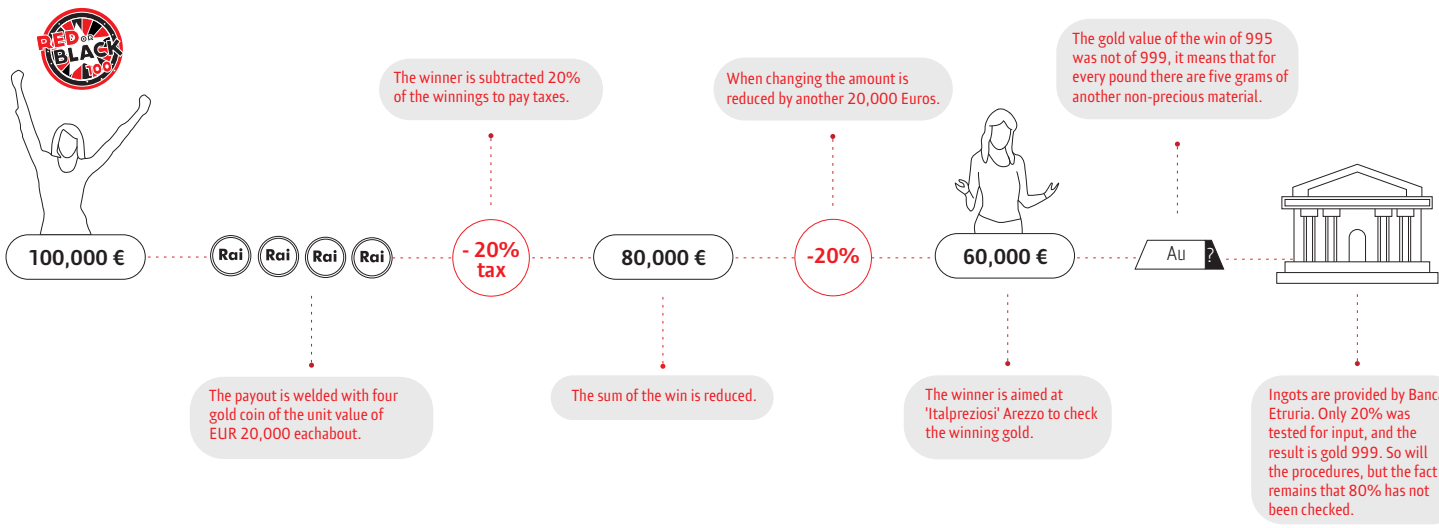 RED OR
BLACK
100
The winner is subtracted 20%
of the winnings to pay taxes.
When changing the amount is
reduced by another 20,000 Euros.
The gold value of the win of 995
was not of 999, it means that for
every pound there are five grams of
another non-precious material.
100,000 €
Rai
Rai
Rai
Rai
- 20%
tax
80,000 €
-20%
60,000 €
Au
?
The payout is welded with four
gold coin of the unit value of
EUR 20,000 eachabout.
The sum of the win is reduced.
The winner is aimed at
'Italpreziosi' Arezzo to check
the winning gold.
Ingots are provided by Banca
Etruria. Only 20% was
tested for input, and the
result is gold 999. So will
the procedures, but the fact
remains that 80% has not
been checked.